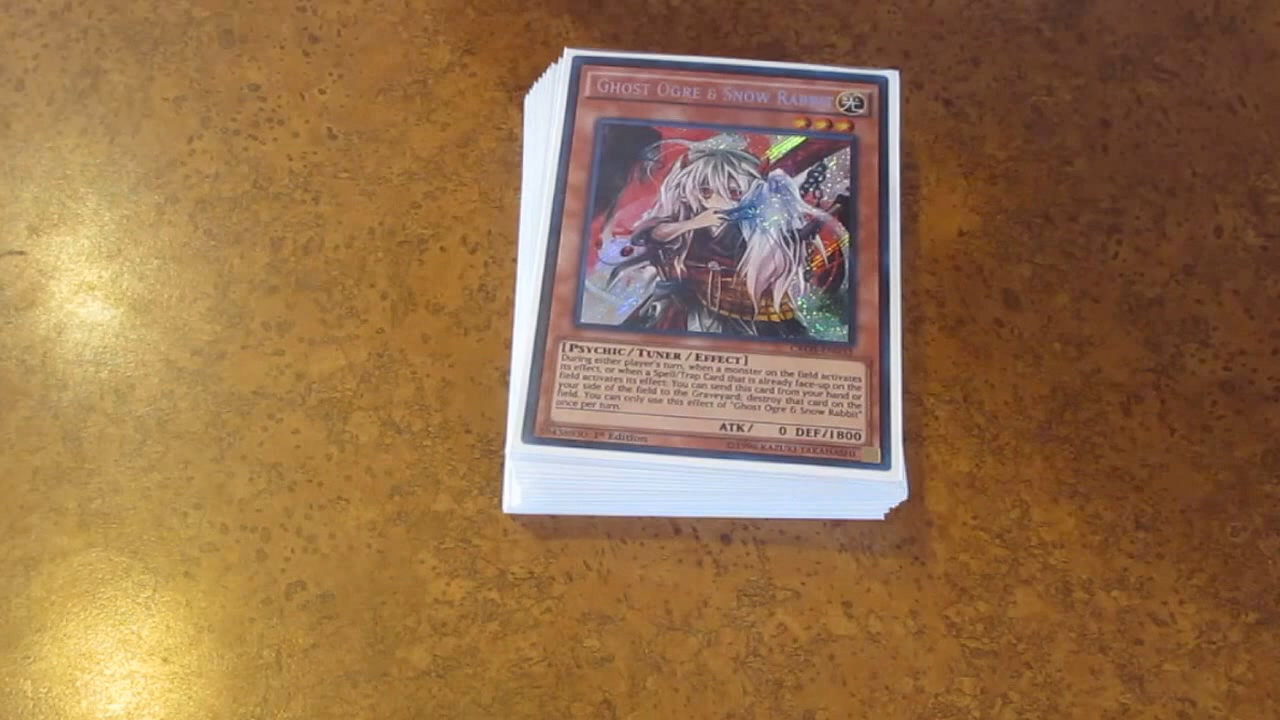 GHOST OGRE & SNOW RABBIT
光
[PSYCHIC / TUNER / EFFECT]
During either player's turn, when a monster on the field activates
its effect, or when a Spell/Trap Card that is already face-up on the
field activates its effect: You can send this card from your hand or
your side of the field to the Graveyard; destroy that card on the
field. You can only use this effect of "Ghost Ogre & Snow Rabbit"
once per turn.
ATK/ 0 DEF/1800
1st Edition
©1996 KAZUKI TAKAHASHI